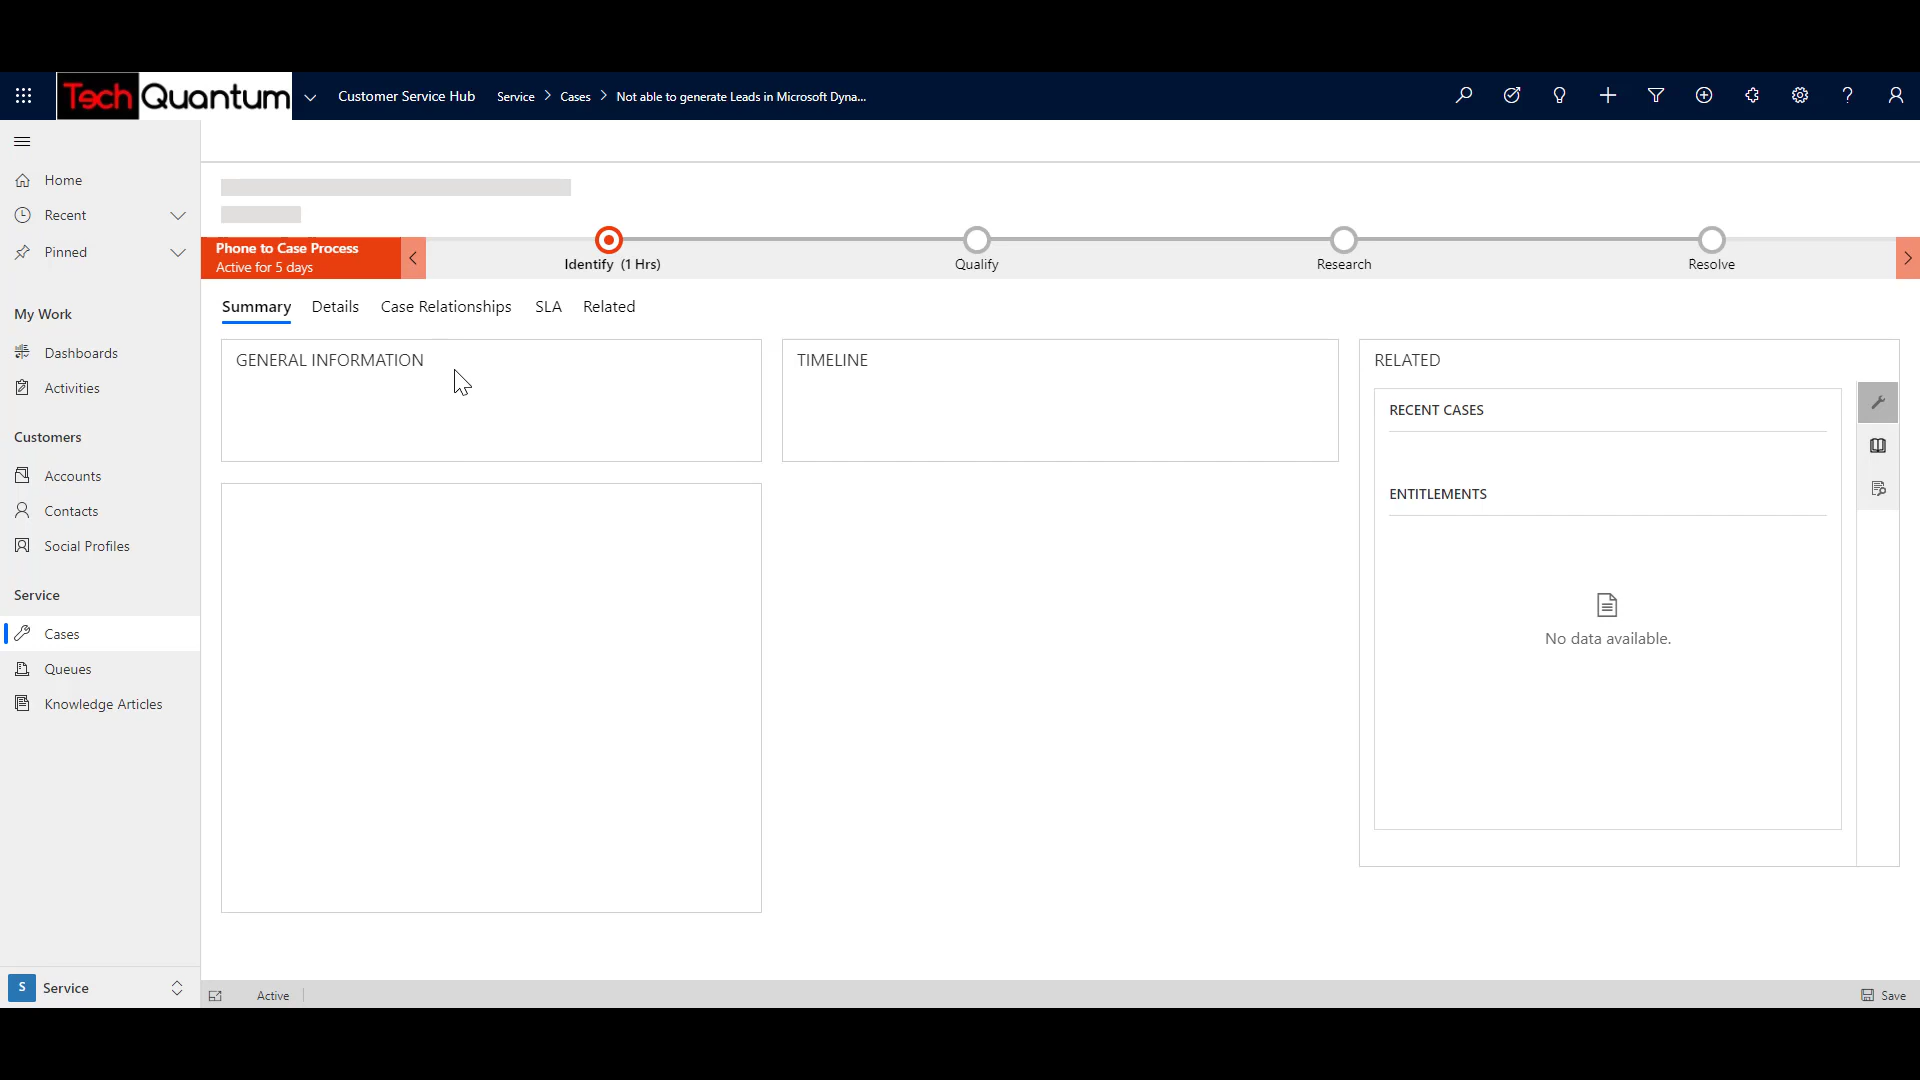 Tech Quantum
Customer Service Hub
Service > Cases > Not able to generate Leads in Microsoft Dyna...
Home
Recent
Pinned
My Work
Dashboards
Activities
Customers
Accounts
Contacts
Social Profiles
Service
Cases
Queues
Knowledge Articles
S Service
Phone to Case Process
Active for 5 days
Identify (1 Hrs)
Qualify
Research
Resolve
Summary Details Case Relationships SLA Related
GENERAL INFORMATION
TIMELINE
RELATED
RECENT CASES
ENTITLEMENTS
No data available.
Active
Save